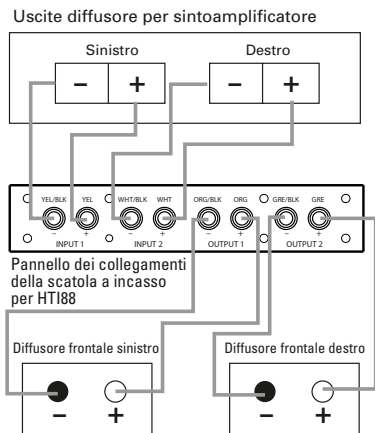 Uscite diffusore per sintoamplificatore
Sinistro
Destro
– + – +
YEL/BLK YEL WHT/BLK WHT ORG/BLK ORG GRE/BLK GRE
– + – + – + – +
INPUT 1 INPUT 2 OUTPUT 1 OUTPUT 2
Pannello dei collegamenti
della scatola a incasso
per HTI88
Diffusore frontale sinistro
Diffusore frontale destro
– + – +